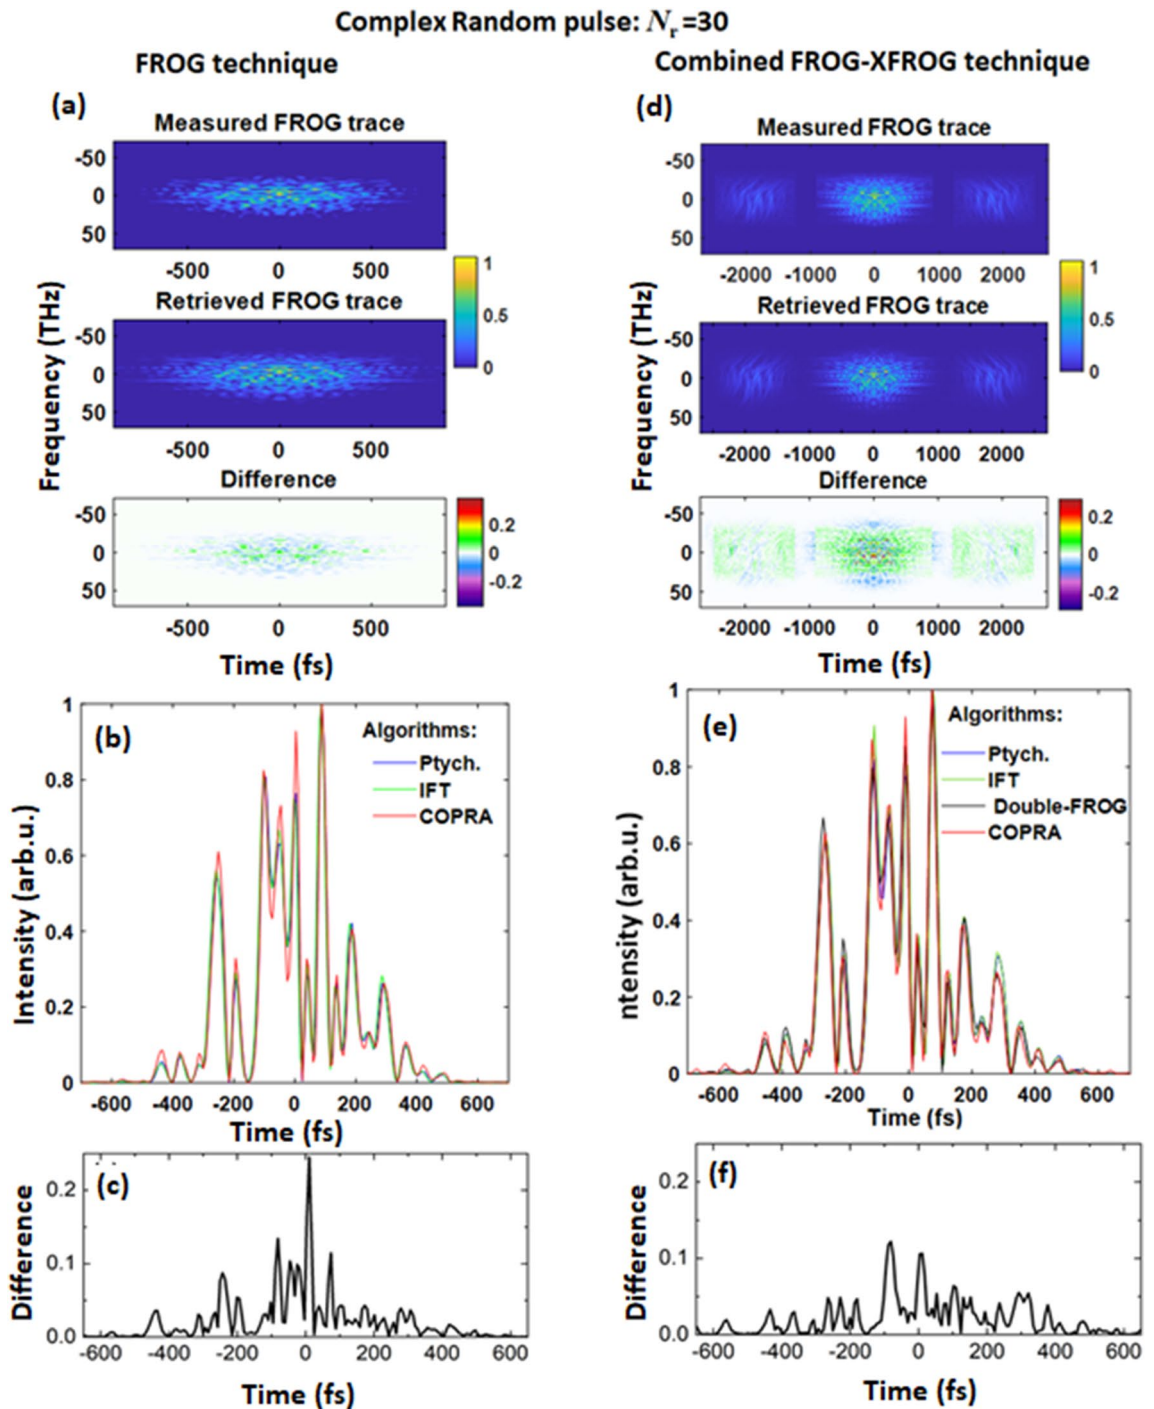 Complex Random pulse: Nr=30
FROG technique
Combined FROG-XFROG technique
(a)
Measured FROG trace
-50
0
50
-500 0 500
Retrieved FROG trace
-50
0
50
-500 0 500
Difference
-50
0
50
-500 0 500
Frequency (THz)
Time (fs)
1
0.5
0
0.2
0
-0.2
(d)
Measured FROG trace
-50
0
50
-2000 -1000 0 1000 2000
Retrieved FROG trace
-50
0
50
-2000 -1000 0 1000 2000
Difference
-50
0
50
-2000 -1000 0 1000 2000
Frequency (THz)
Time (fs)
1
0.5
0
0.2
0
-0.2
(b)
Algorithms:
Ptych.
IFT
COPRA
1
0.8
0.6
0.4
0.2
0
Intensity (arb.u.)
-600 -400 -200 0 200 400 600
Time (fs)
(e)
Algorithms:
Ptych.
IFT
Double-FROG
COPRA
1
0.8
0.6
0.4
0.2
0
ntensity (arb.u.)
-600 -400 -200 0 200 400 600
Time (fs)
(c)
0.2
0.1
0.0
Difference
-600 -400 -200 0 200 400 600
Time (fs)
(f)
0.2
0.1
0.0
Difference
-600 -400 -200 0 200 400 600
Time (fs)